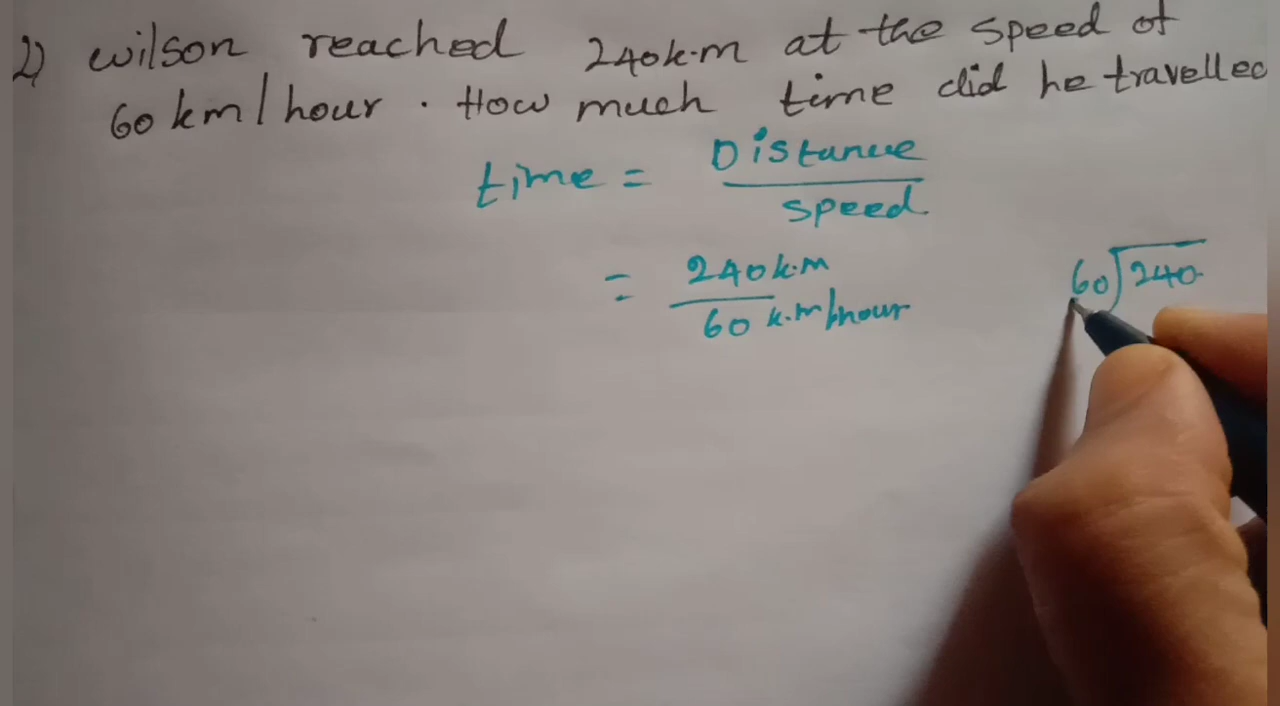 2) Wilson reached 240k.m at the speed of
60 km/hour. How much time did he travelled
time = Distance
speed
= 240k.m
60 k.m/hour
60)240